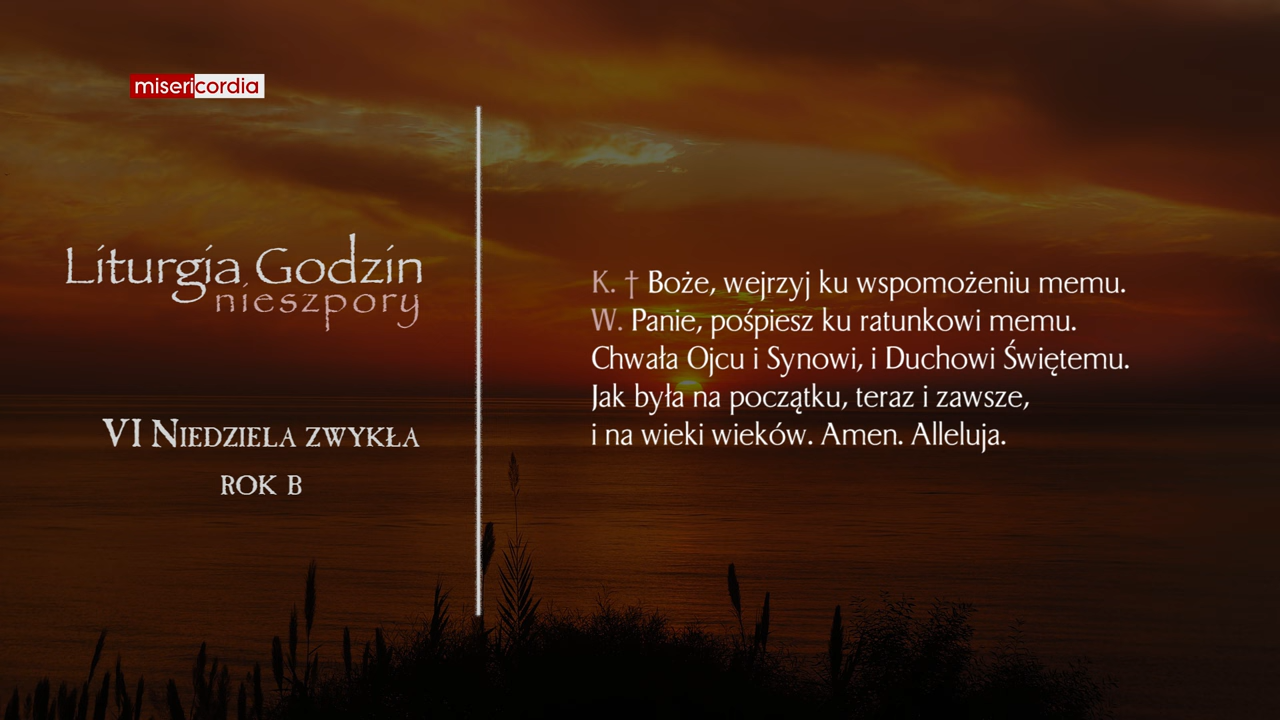 misericordia
Liturgia Godzin
nieszpory
VI Niedziela zwykła
rok B
K. † Boże, wejrzyj ku wspomożeniu memu.
W. Panie, pośpiesz ku ratunkowi memu.
Chwała Ojcu i Synowi, i Duchowi Świętemu.
Jak była na początku, teraz i zawsze,
i na wieki wieków. Amen. Alleluja.